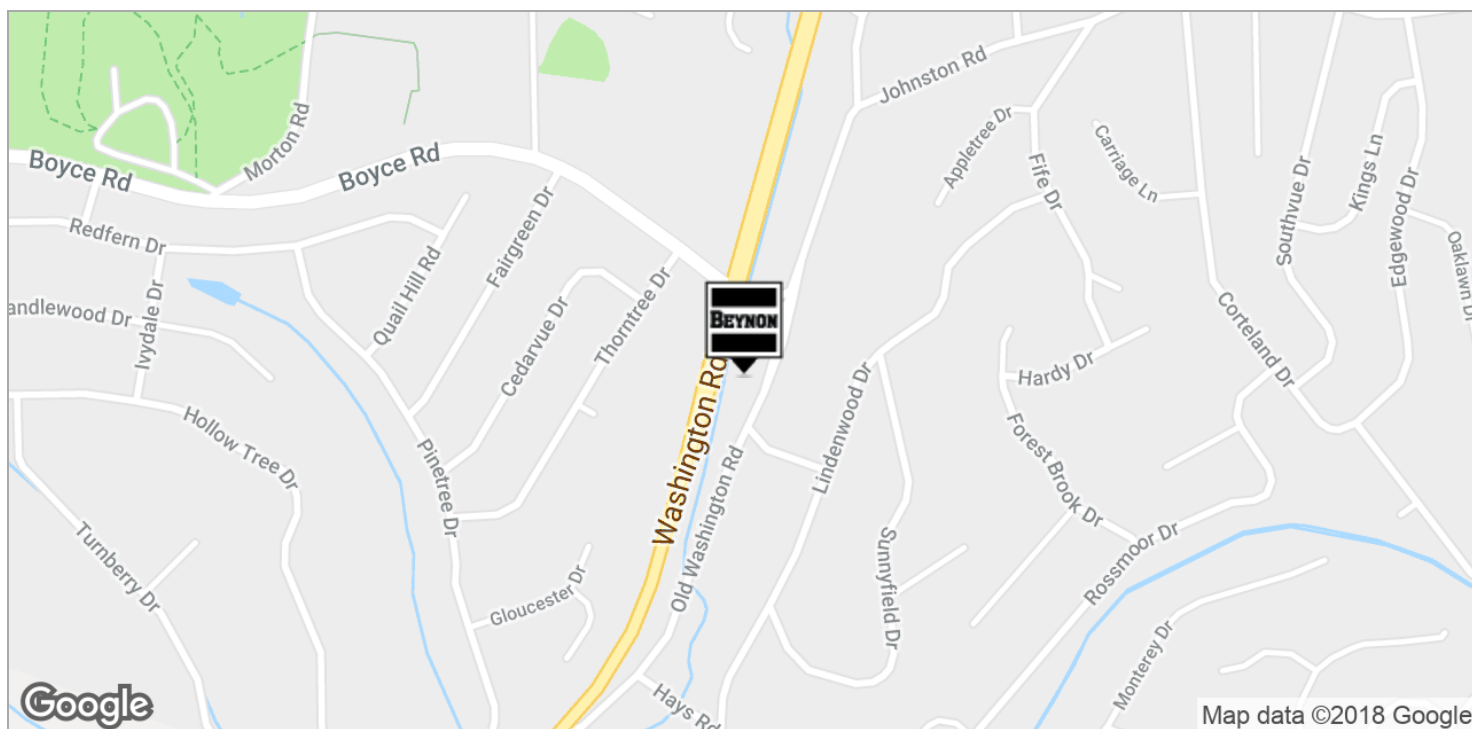 Johnston Rd
Morton Rd
Boyce Rd
Boyce Rd
Appletree Dr
Carriage Ln
Fife Dr
Southvue Dr
Kings Ln
Edgewood Dr
Oaklawn Dr
Redfern Dr
Quail Hill Rd
Fairgreen Dr
Cedarvue Dr
Thorntree Dr
andlewood Dr
Ivydale Dr
BEYNON
Corteland Dr
Hardy Dr
Lindenwood Dr
Hollow Tree Dr
Pinetree Dr
Washington Rd
Old Washington Rd
Forest Brook Dr
Rossmoor Dr
Sunnyfield Dr
Turnberry Dr
Gloucester Dr
Monterey Dr
Hays Rd
Google
Map data ©2018 Google